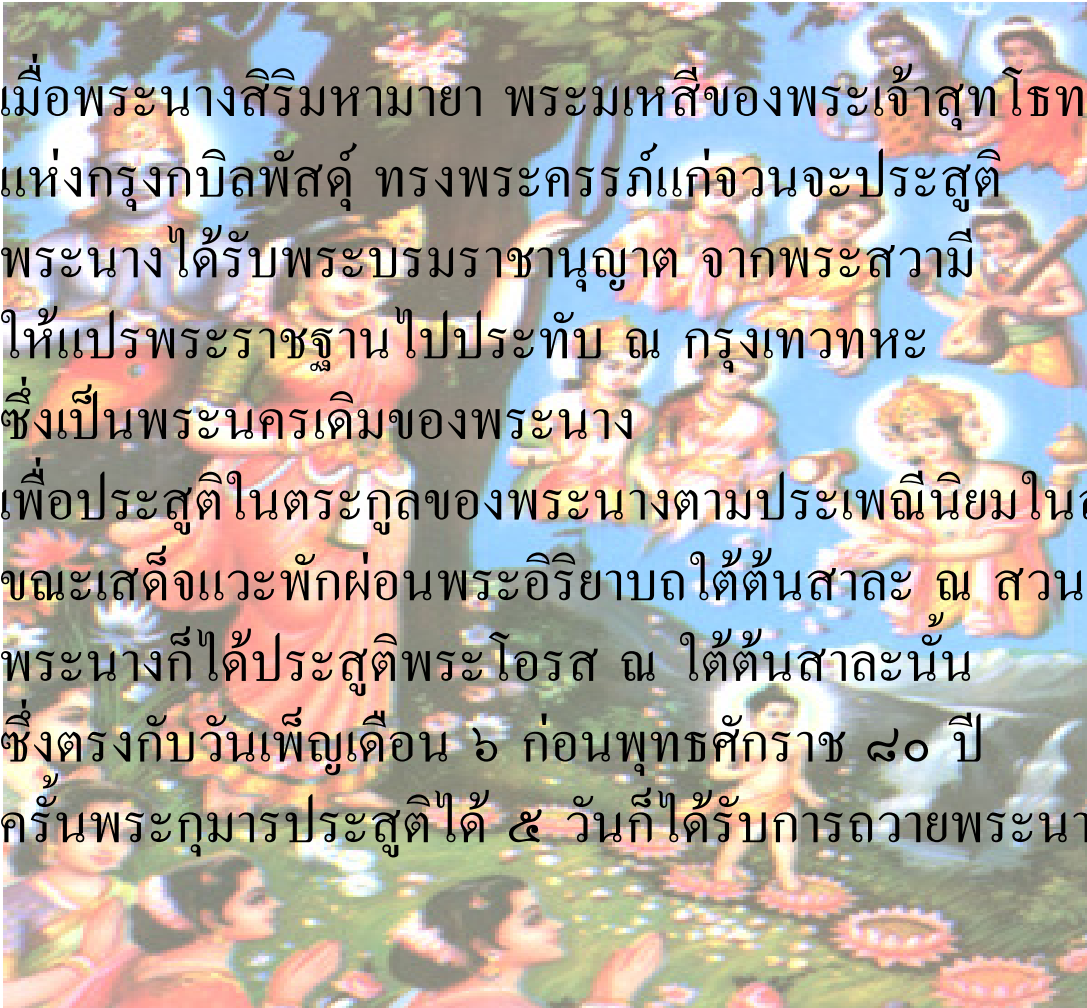 เมื่อพระนางสิริมหามายา พระมเหสีของพระเจ้าสุทโธท
แห่งกรุงกบิลพัสดุ์ ทรงพระครรภ์แก่จวนจะประสูติ
พระนางได้รับพระบรมราชานุญาต จากพระสวามี
ให้แปรพระราชฐานไปประทับ ณ กรุงเทวทหะ
ซึ่งเป็นพระนครเดิมของพระนาง
เพื่อประสูติในตระกูลของพระนางตามประเพณีนิยมใน
ขณะเสด็จแวะพักผ่อนพระอิริยาบถใต้ต้นสาละ ณ สวน
พระนางก็ได้ประสูติพระโอรส ณ ใต้ต้นสาละนั้น
ซึ่งตรงกับวันเพ็ญเดือน ๖ ก่อนพุทธศักราช ๘๐ ปี
ครั้นพระกุมารประสูติได้ ๕ วันก็ได้รับการถวายพระนา